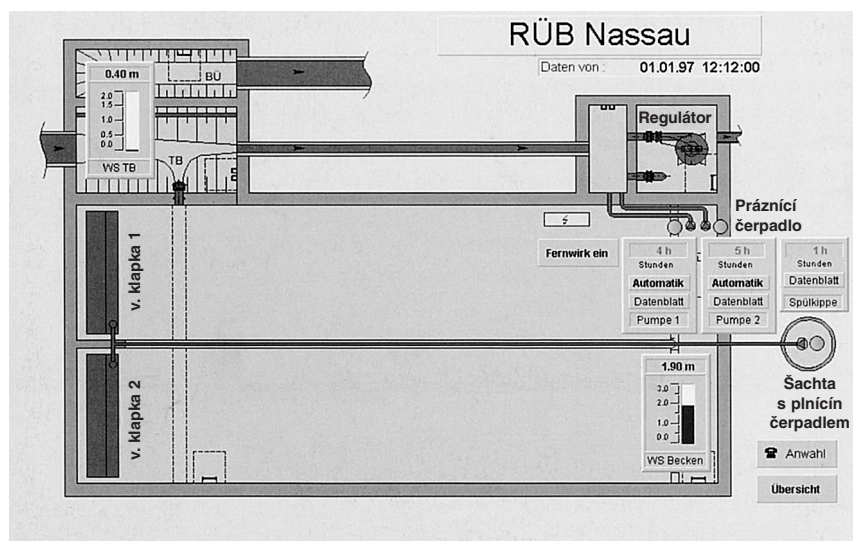 RÜB Nassau
Daten von : 01.01.97 12:12:00
0.40 m
BÜ
2.0
1.5
1.0
0.5
0.0
WS TB
TB
Regulátor
Práznící
čerpadlo
v. klapka 1
Fernwirk ein
4 h
Stunden
Automatik
Datenblatt
Pumpe 1
5 h
Stunden
Automatik
Datenblatt
Pumpe 2
1 h
Stunden
Datenblatt
Spülkippe
v. klapka 2
1.90 m
3.0
2.0
1.0
0.0
WS Becken
Šachta
s plnícín
čerpadlem
Anwahl
Übersicht